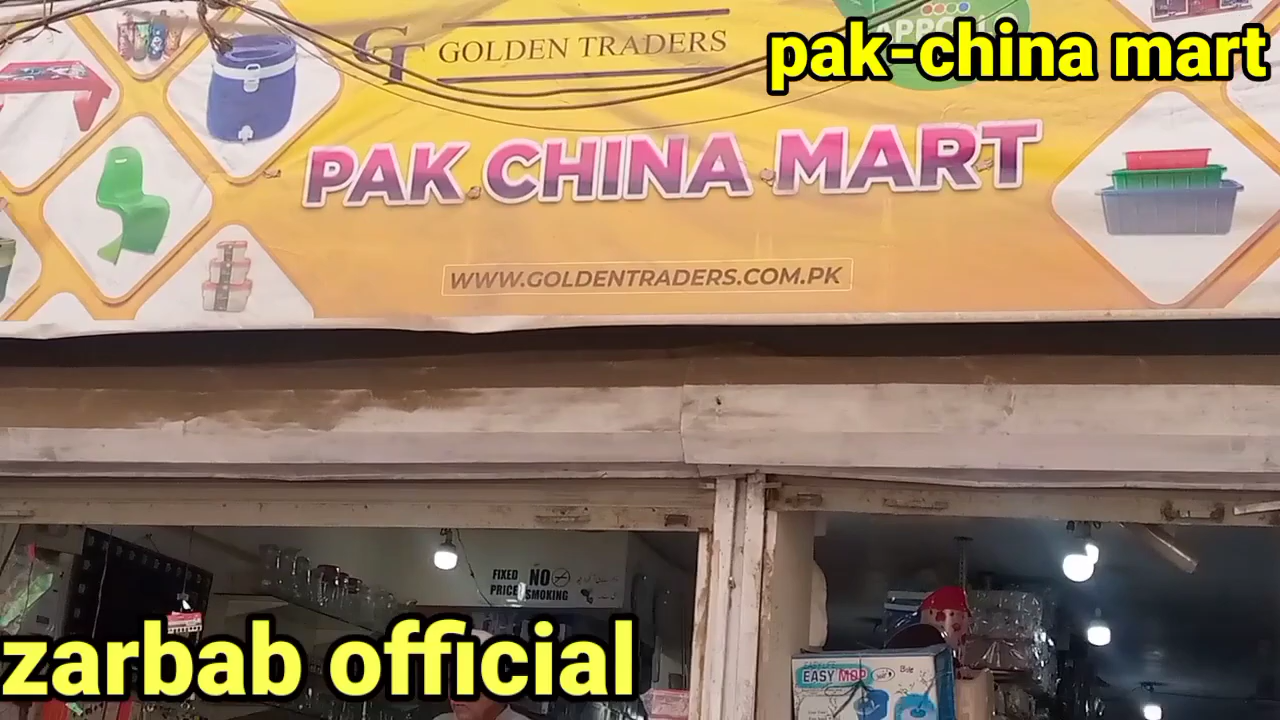 GT GOLDEN TRADERS
pak-china mart
PAK CHINA MART
WWW.GOLDENTRADERS.COM.PK
FIXED PRICE
NO SMOKING
zarbab official
EASY MOP